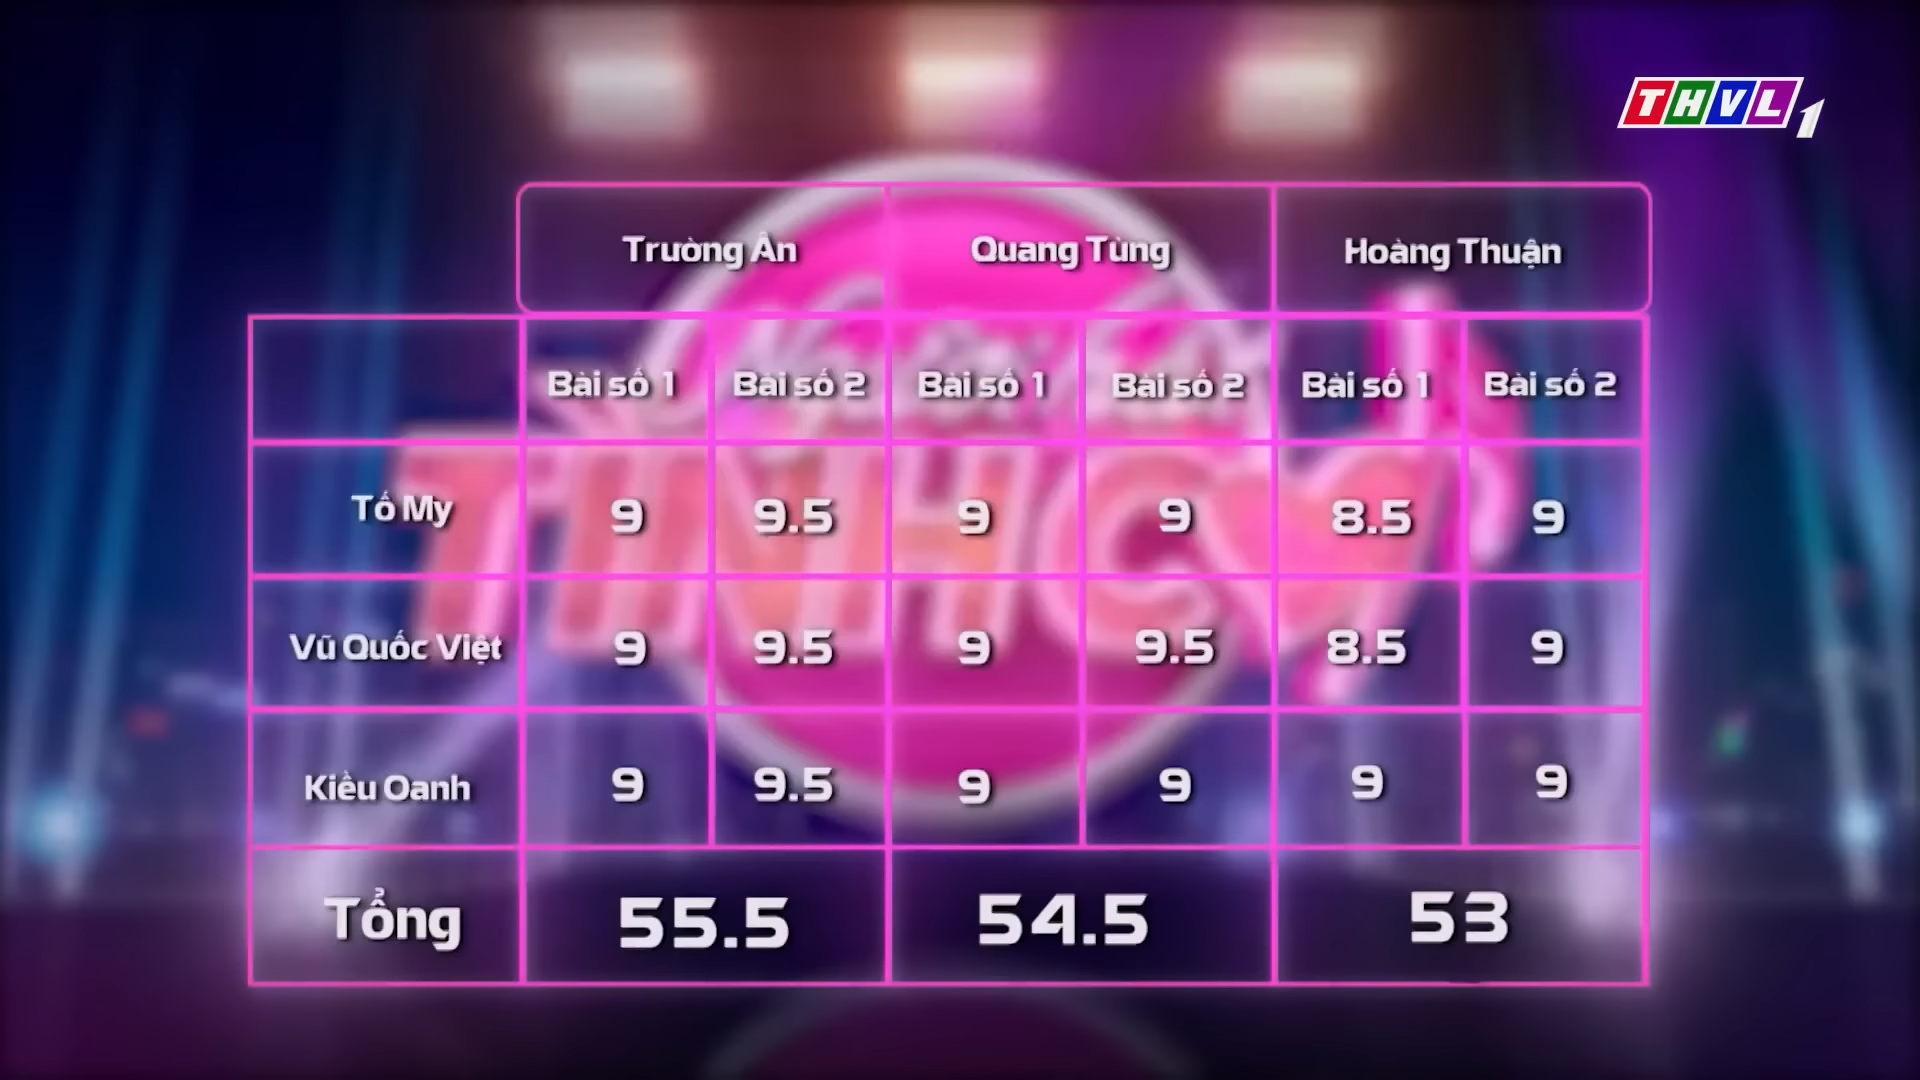 THVL1
Trường Ân Quang Tùng Hoàng Thuận
Bài số 1 Bài số 2 Bài số 1 Bài số 2 Bài số 1 Bài số 2
Tố My 9 9.5 9 9 8.5 9
Vũ Quốc Việt 9 9.5 9 9.5 8.5 9
Kiều Oanh 9 9.5 9 9 9 9
Tổng 55.5 54.5 53